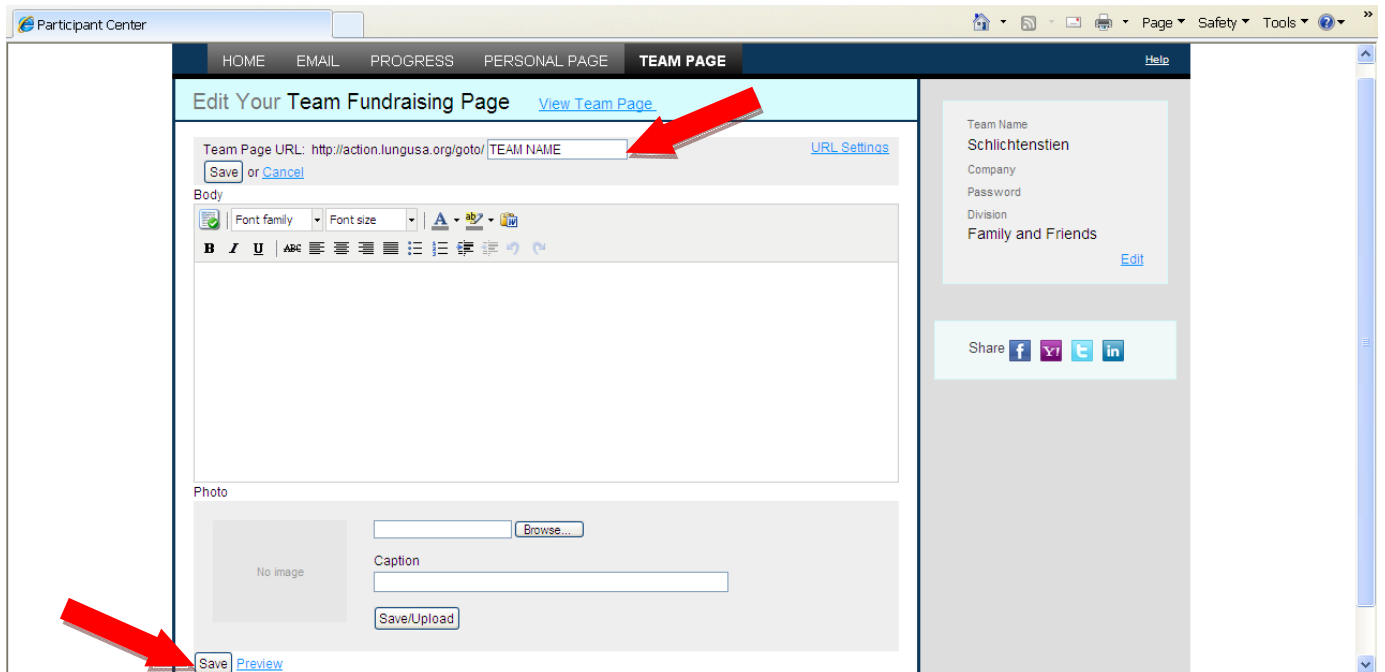 Participant Center
Page Safety Tools
HOME EMAIL PROGRESS PERSONAL PAGE TEAM PAGE Help
Edit Your Team Fundraising Page View Team Page
Team Page URL: http://action.lungusa.org/goto/ TEAM NAME URL Settings
Save or Cancel
Body
Font family Font size A ab W
B I U ABC
Photo
Browse...
No image
Caption
Save/Upload
Save Preview
Team Name
Schlichtenstien
Company
Password
Division
Family and Friends
Edit
Share f Y! t in